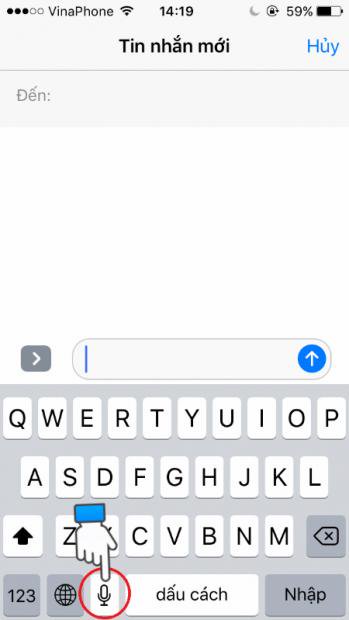 VinaPhone 14:19 59%
Tin nhắn mới Hủy
Đến:
Q W E R T Y U I O P
A S D F G H J K L
Z C V B N M
123 dấu cách Nhập